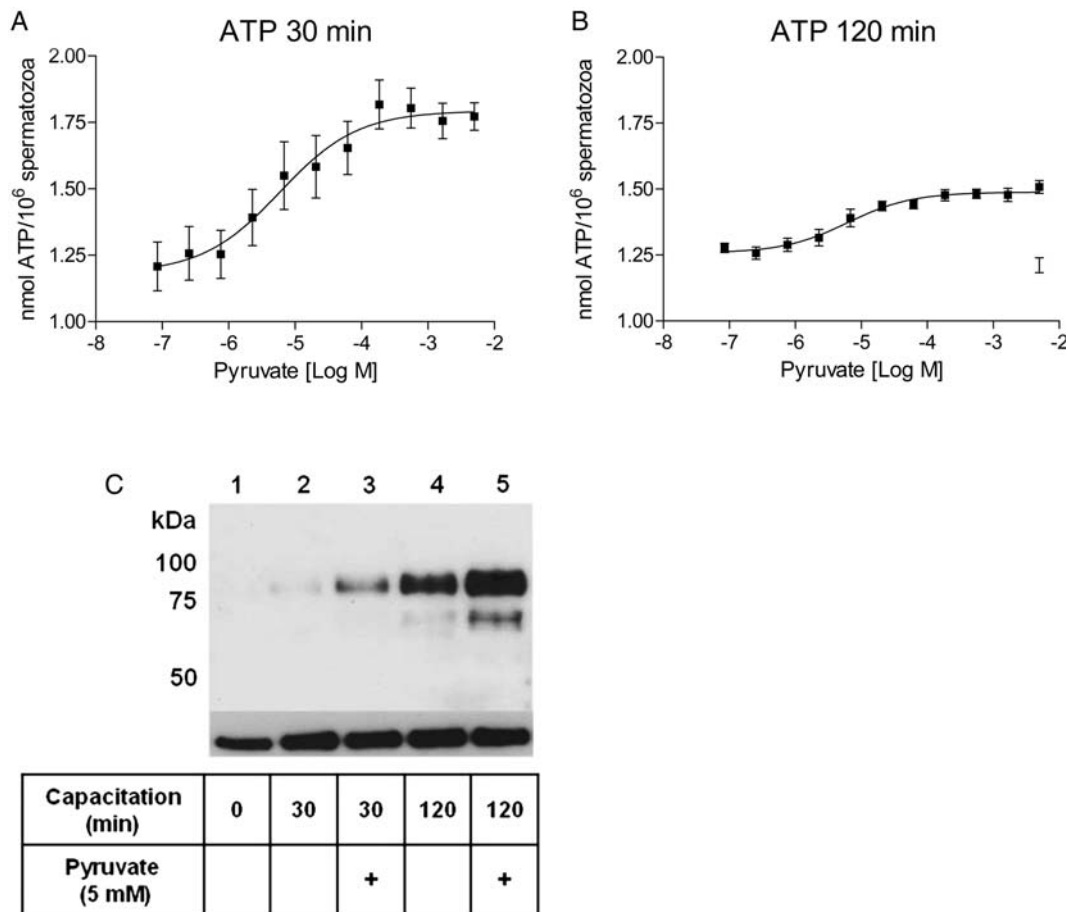 A
ATP 30 min
nmol ATP/10⁶ spermatozoa
2.00
1.75
1.50
1.25
1.00
-8 -7 -6 -5 -4 -3 -2
Pyruvate [Log M]
B
ATP 120 min
nmol ATP/10⁶ spermatozoa
2.00
1.75
1.50
1.25
1.00
-8 -7 -6 -5 -4 -3 -2
Pyruvate [Log M]
C
1 2 3 4 5
kDa
100
75
50
Capacitation (min) 0 30 30 120 120
Pyruvate (5 mM) + +